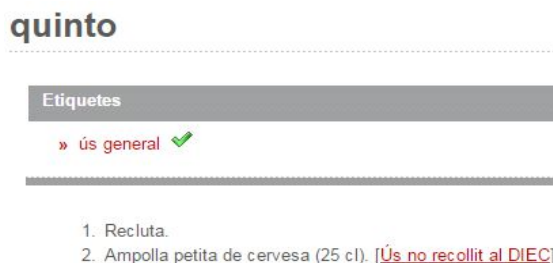 quinto
Etiquetes
» ús general
1. Recluta.
2. Ampolla petita de cervesa (25 cl). [Ús no recollit al DIEC]